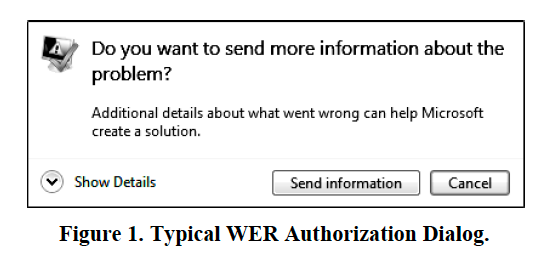 Do you want to send more information about the
problem?
Additional details about what went wrong can help Microsoft
create a solution.
Show Details
Send information
Cancel
Figure 1. Typical WER Authorization Dialog.